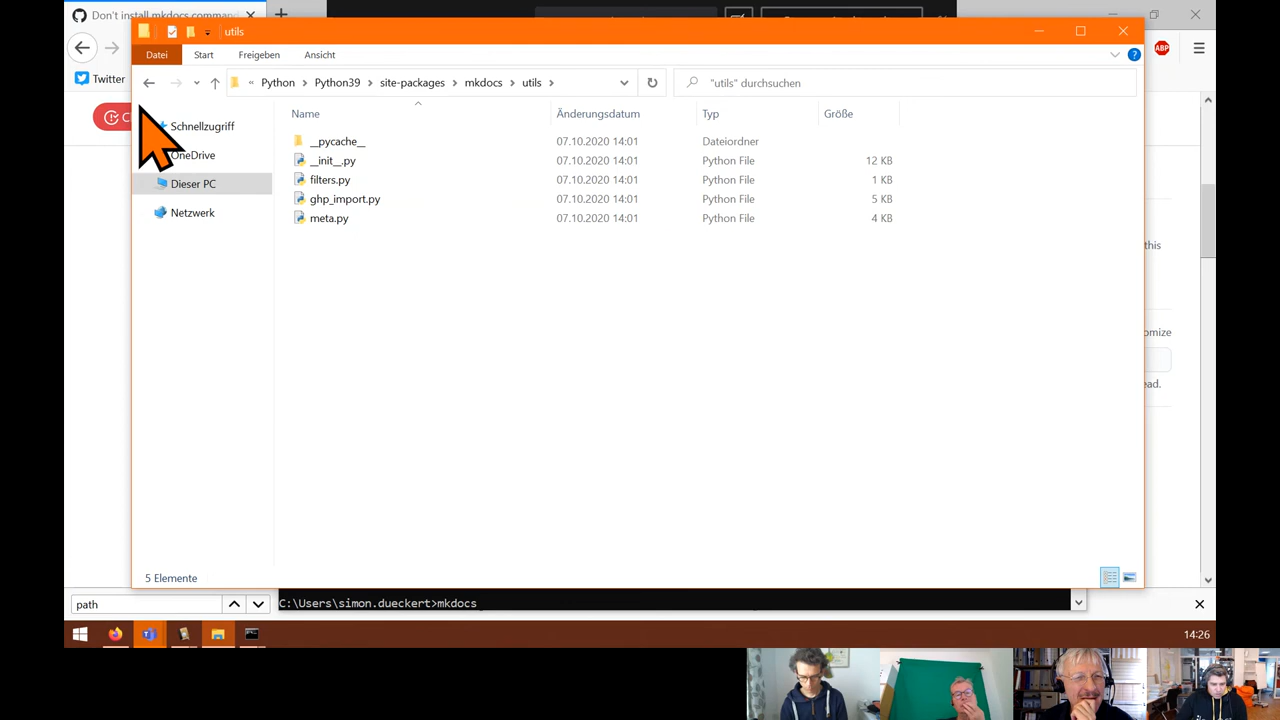 Don't install mkdocs comman
utils
Datei Start Freigeben Ansicht
ABP
Twitter
« Python Python39 site-packages mkdocs utils "utils" durchsuchen
Name Änderungsdatum Typ Größe
C
Schnellzugriff
OneDrive
Dieser PC
Netzwerk
__pycache__ 07.10.2020 14:01 Dateiordner
__init__.py 07.10.2020 14:01 Python File 12 KB
filters.py 07.10.2020 14:01 Python File 1 KB
ghp_import.py 07.10.2020 14:01 Python File 5 KB
meta.py 07.10.2020 14:01 Python File 4 KB
this
omize
ead.
5 Elemente
path
C:\Users\simon.dueckert>mkdocs
14:26